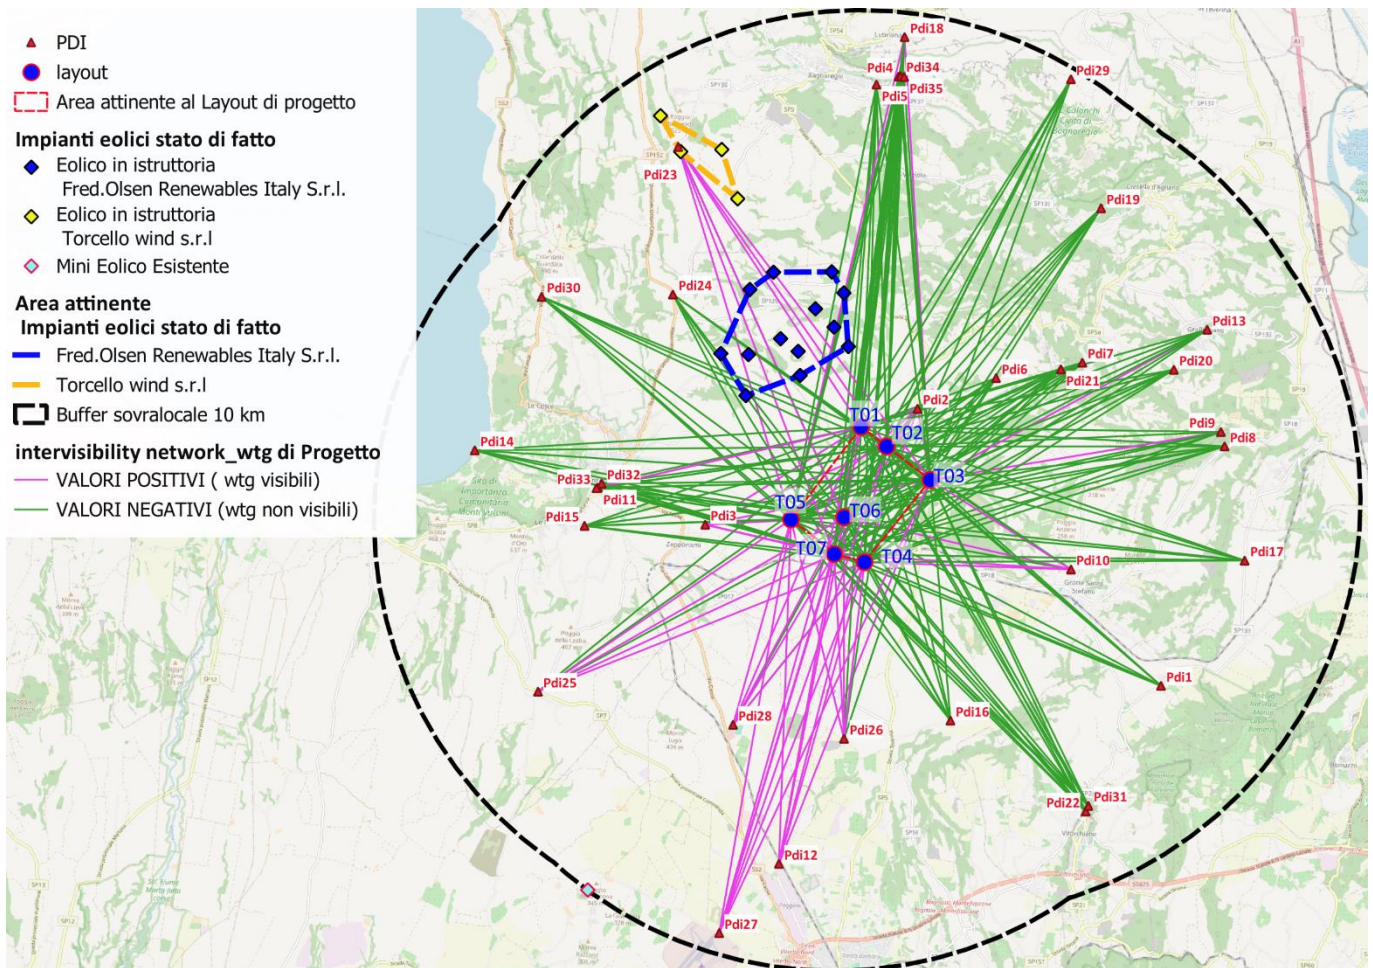 PDI
layout
Area attinente al Layout di progetto
Impianti eolici stato di fatto
Eolico in istruttoria
Fred.Olsen Renewables Italy S.r.l.
Eolico in istruttoria
Torcello wind s.r.l
Mini Eolico Esistente
Area attinente
Impianti eolici stato di fatto
Fred.Olsen Renewables Italy S.r.l.
Torcello wind s.r.l
Buffer sovralocale 10 km
intervisibility network_wtg di Progetto
VALORI POSITIVI ( wtg visibili)
VALORI NEGATIVI (wtg non visibili)
Pdi18
Pdi4
Pdi34
Pdi29
Pdi5
Pdi35
Pdi23
Pdi19
Pdi30
Pdi24
Pdi13
Pdi7
Pdi20
Pdi6
Pdi21
Pdi2
T01
T02
Pdi9
Pdi8
Pdi14
T03
Pdi33
Pdi32
Pdi11
T05
T06
Pdi15
Pdi3
T07
T04
Pdi10
Pdi17
Pdi25
Pdi1
Pdi28
Pdi26
Pdi16
Pdi22
Pdi31
Vitorchiano
Pdi12
Pdi27